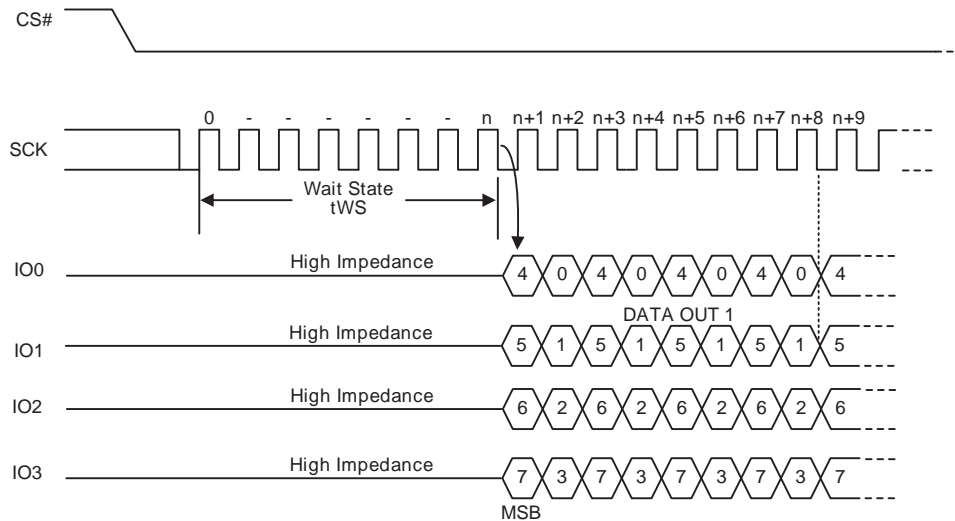 CS#
0 - - - - - - n n+1 n+2 n+3 n+4 n+5 n+6 n+7 n+8 n+9
SCK
Wait State
tWS
IO0 High Impedance 4 0 4 0 4 0 4 0 4
DATA OUT 1
IO1 High Impedance 5 1 5 1 5 1 5 1 5
IO2 High Impedance 6 2 6 2 6 2 6 2 6
IO3 High Impedance 7 3 7 3 7 3 7 3 7
MSB